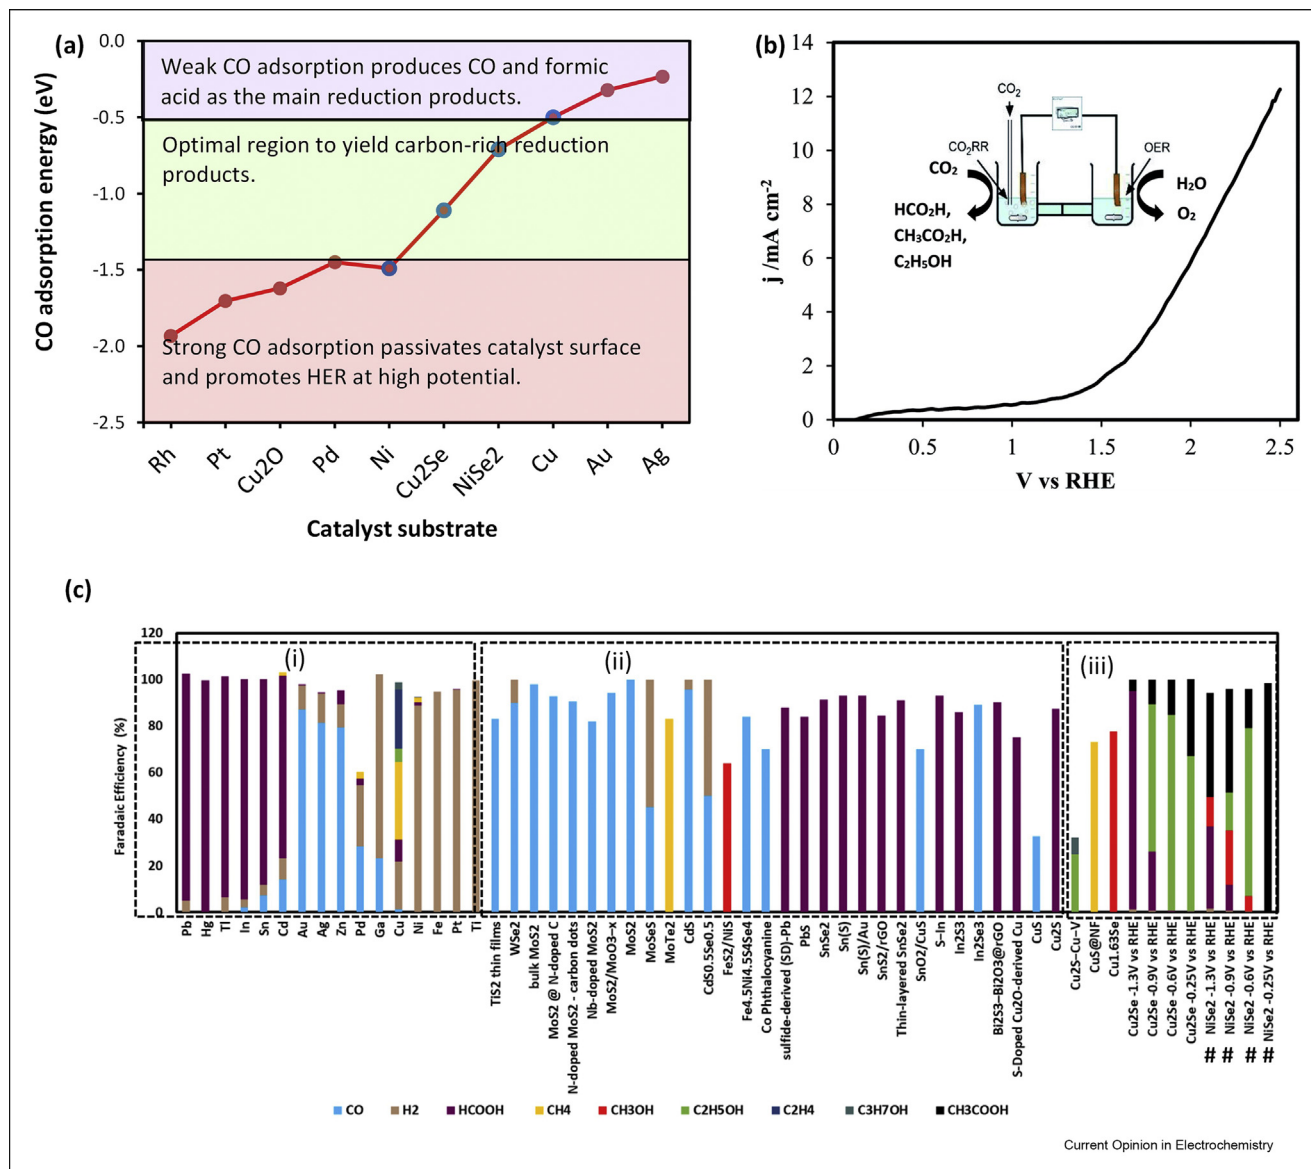 (a)
CO adsorption energy (eV)
0.0
-0.5
-1.0
-1.5
-2.0
-2.5
Weak CO adsorption produces CO and formic
acid as the main reduction products.
Optimal region to yield carbon-rich reduction
products.
Strong CO adsorption passivates catalyst surface
and promotes HER at high potential.
Rh
Pt
Cu2O
Pd
Ni
Cu2Se
NiSe2
Cu
Au
Ag
Catalyst substrate
(b)
j /mA cm-2
14
12
10
8
6
4
2
0
CO2
CO2RR
OER
CO2
H2O
HCO2H,
O2
CH3CO2H,
C2H5OH
0
0.5
1
1.5
2
2.5
V vs RHE
(c)
Faradaic Efficiency (%)
120
100
80
60
40
20
0
(i)
(ii)
(iii)
Pb
Hg
Tl
In
Sn
Cd
Au
Ag
Zn
Pd
Ga
Cu
Ni
Fe
Pt
Ti
TiS2 thin films
WSe2
bulk MoS2
MoS2 @ N-doped C
N-doped MoS2 - carbon dots
Nb-doped MoS2
MoS2/MoO3-x
MoS2
MoSeS
MoTe2
CdS
CdS0.5Se0.5
FeS2/NiS
Fe4.5Ni4.5S4Se4
Co Phthalocyanine
sulfide-derived (SD)-Pb
PbS
SnSe2
Sn(S)
Sn(S)/Au
SnS2/rGO
Thin-layered SnSe2
SnO2/CuS
S-In
In2S3
In2Se3
Bi2S3-Bi2O3@rGO
S-Doped Cu2O-derived Cu
CuS
Cu2S
Cu2S-Cu-V
CuS@NF
Cu1.63Se
Cu2Se -1.3V vs RHE
Cu2Se -0.9V vs RHE
Cu2Se -0.6V vs RHE
Cu2Se -0.25V vs RHE
NiSe2 -1.3V vs RHE #
NiSe2 -0.9V vs RHE #
NiSe2 -0.6V vs RHE #
NiSe2 -0.25V vs RHE #
CO H2 HCOOH CH4 CH3OH C2H5OH C2H4 C3H7OH CH3COOH
Current Opinion in Electrochemistry